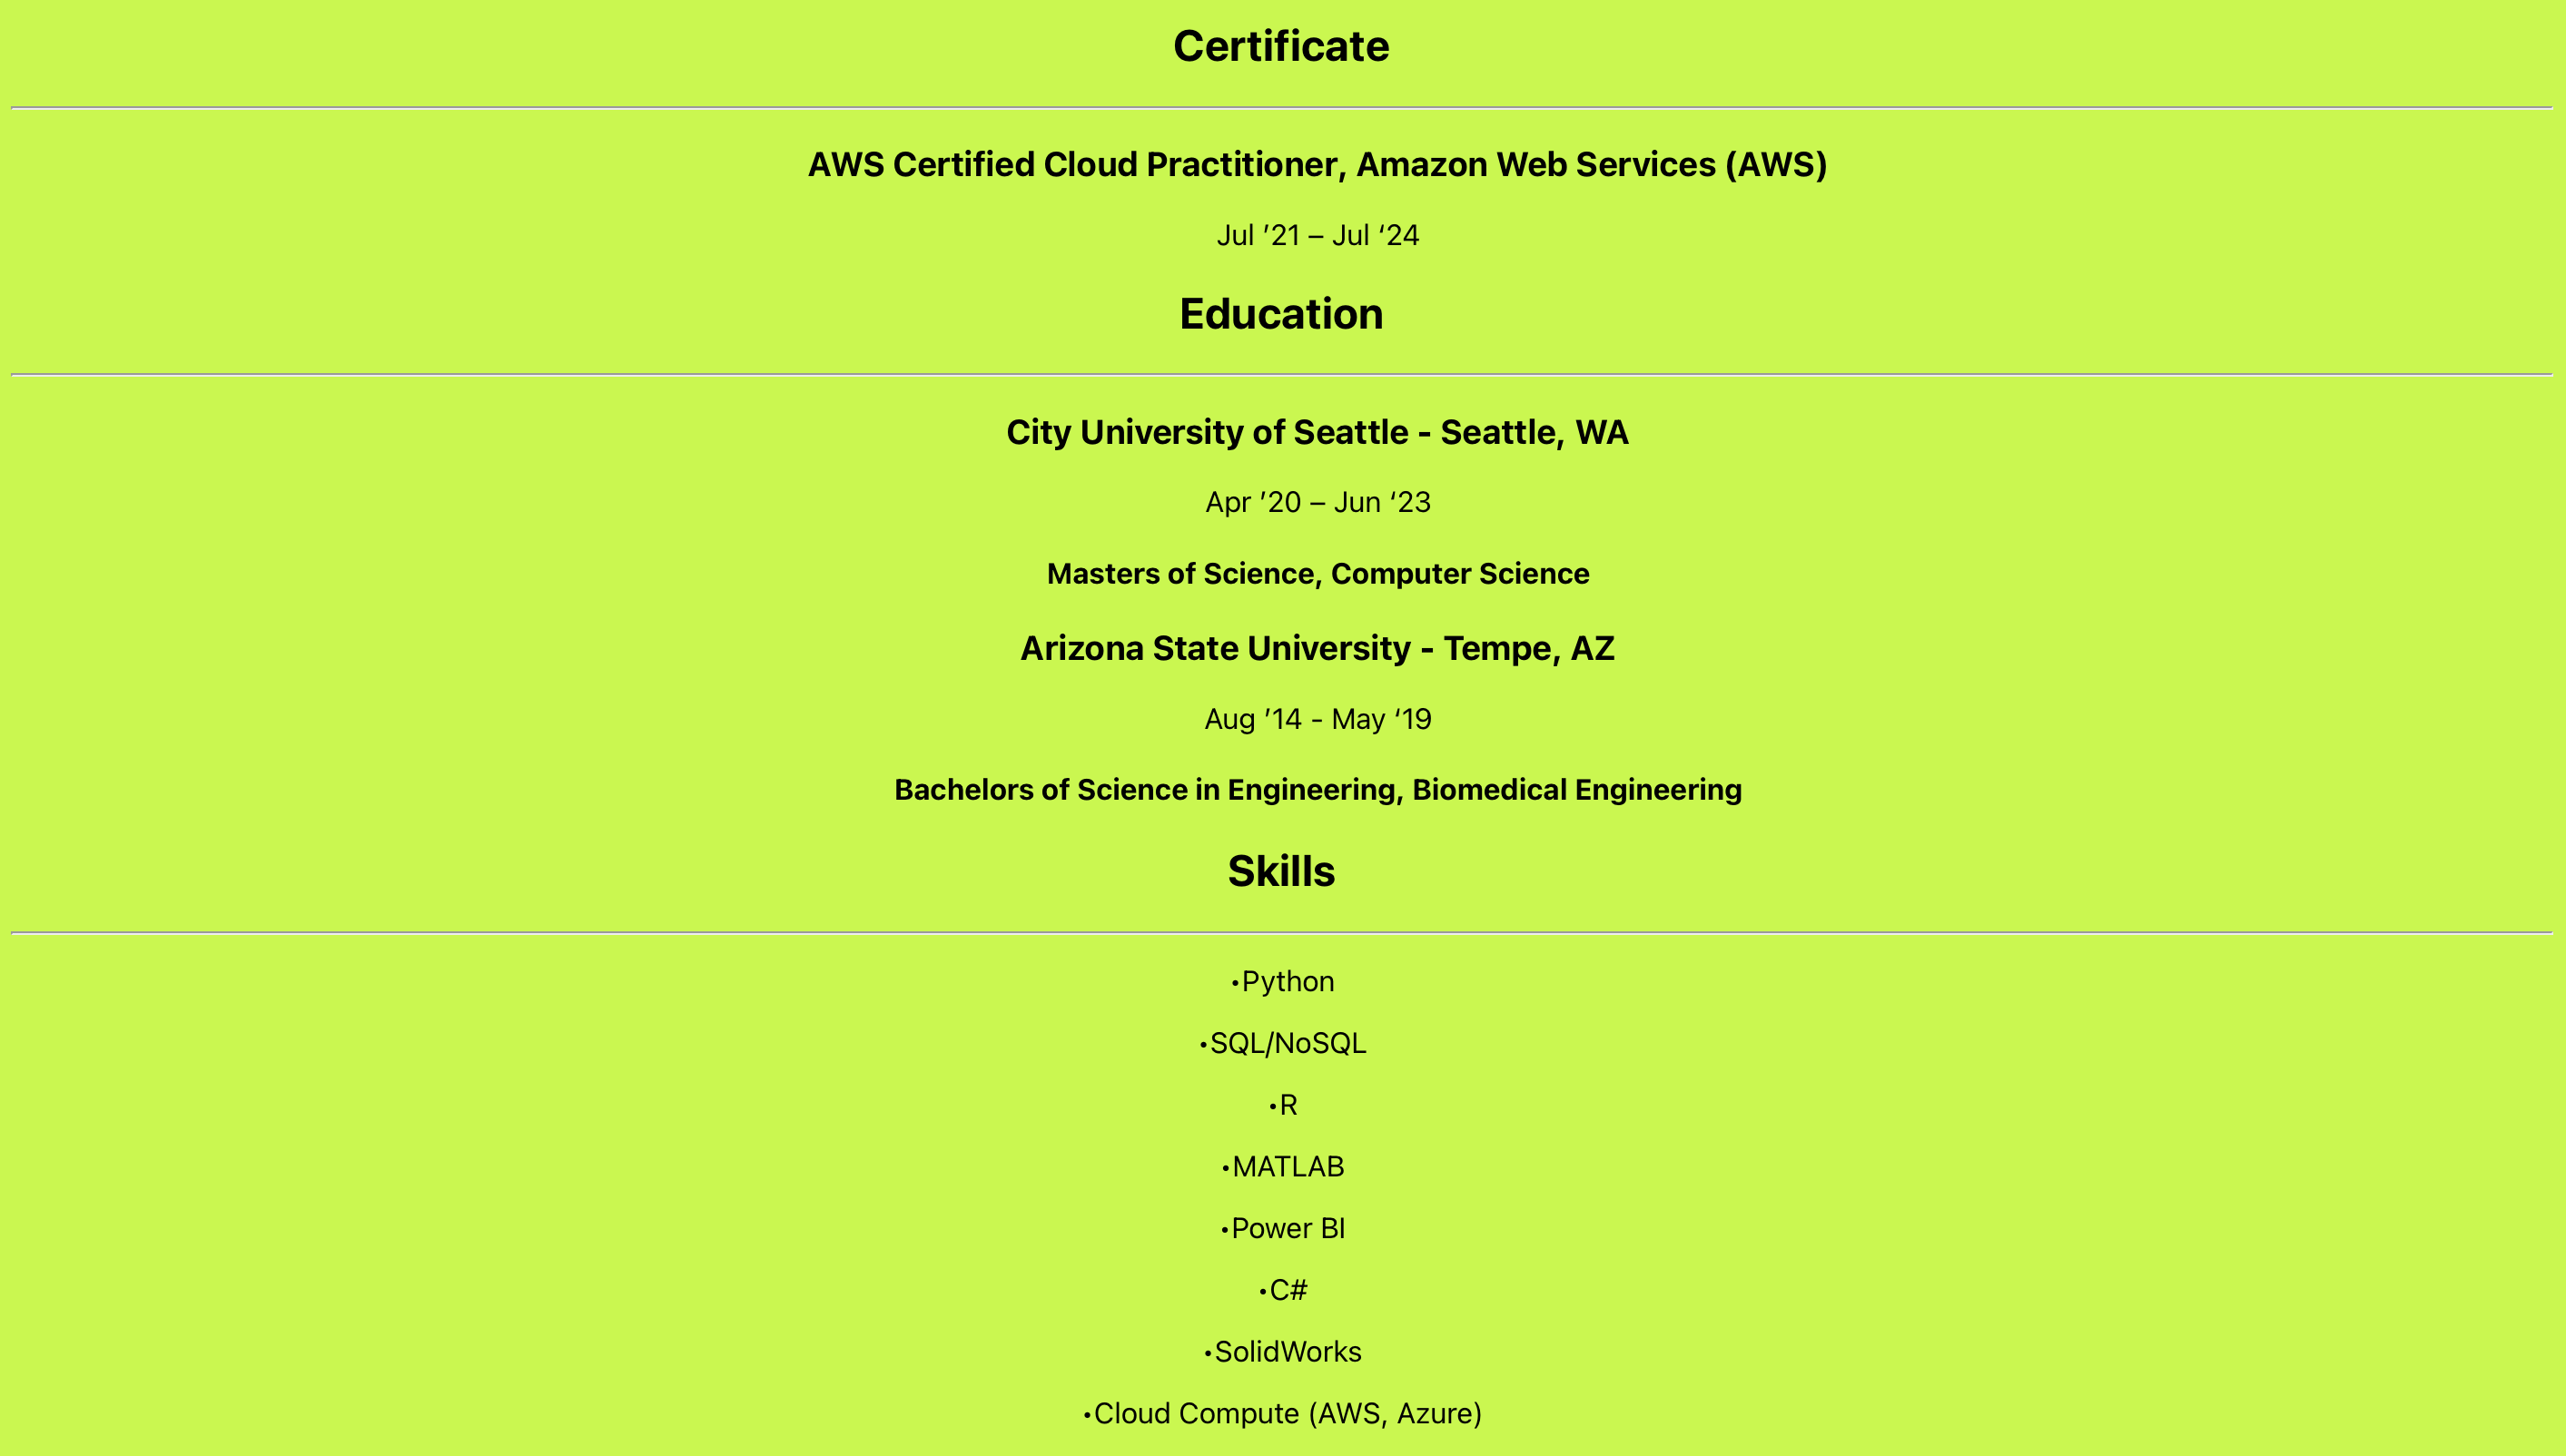 Certificate
AWS Certified Cloud Practitioner, Amazon Web Services (AWS)
Jul ’21 – Jul ‘24
Education
City University of Seattle - Seattle, WA
Apr ’20 – Jun ‘23
Masters of Science, Computer Science
Arizona State University - Tempe, AZ
Aug ’14 - May ‘19
Bachelors of Science in Engineering, Biomedical Engineering
Skills
•Python
•SQL/NoSQL
•R
•MATLAB
•Power BI
•C#
•SolidWorks
•Cloud Compute (AWS, Azure)